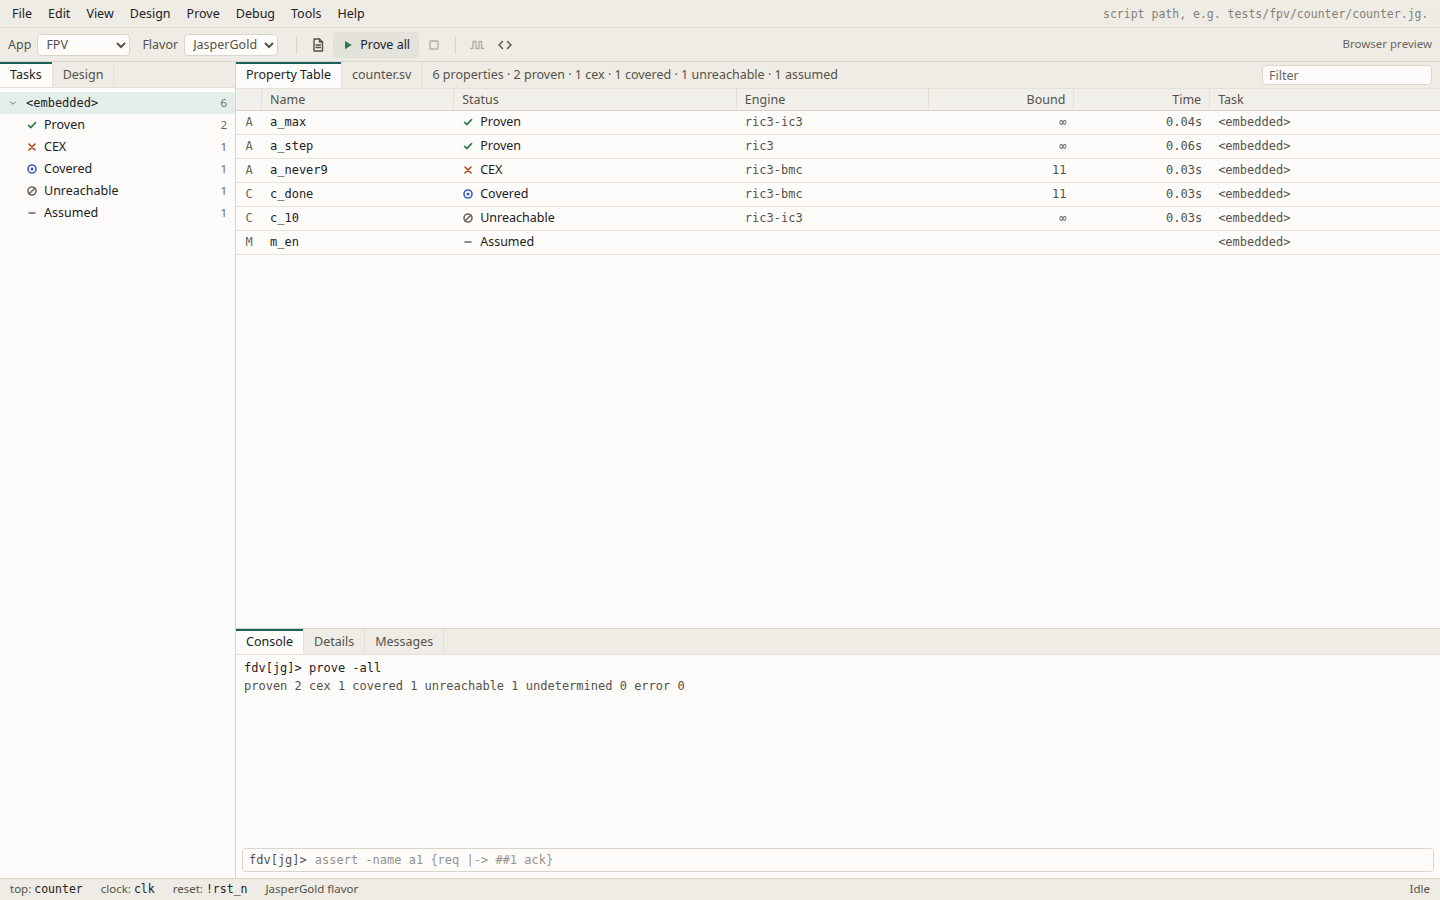 File Edit View Design Prove Debug Tools Help script path, e.g. tests/fpv/counter/counter.jg.
App FPV Flavor JasperGold Prove all Browser preview
Tasks Design Property Table counter.sv 6 properties · 2 proven · 1 cex · 1 covered · 1 unreachable · 1 assumed Filter
<embedded> 6
Proven 2
CEX 1
Covered 1
Unreachable 1
Assumed 1
Name Status Engine Bound Time Task
A a_max Proven ric3-ic3 ∞ 0.04s <embedded>
A a_step Proven ric3 ∞ 0.06s <embedded>
A a_never9 CEX ric3-bmc 11 0.03s <embedded>
C c_done Covered ric3-bmc 11 0.03s <embedded>
C c_10 Unreachable ric3-ic3 ∞ 0.03s <embedded>
M m_en Assumed <embedded>
Console Details Messages
fdv[jg]> prove -all
proven 2 cex 1 covered 1 unreachable 1 undetermined 0 error 0
fdv[jg]> assert -name a1 {req |-> ##1 ack}
top: counter clock: clk reset: !rst_n JasperGold flavor Idle